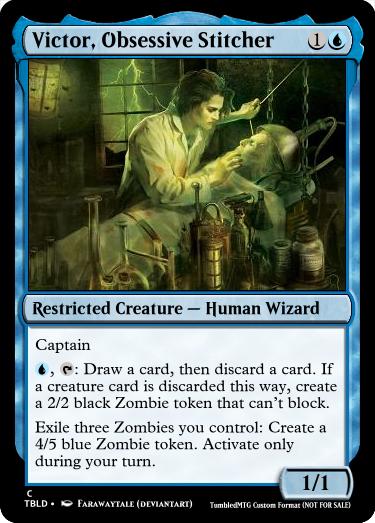 Victor, Obsessive Stitcher 1
Restricted Creature — Human Wizard
Captain
: Draw a card, then discard a card. If
a creature card is discarded this way, create
a 2/2 black Zombie token that can't block.
Exile three Zombies you control: Create a
4/5 blue Zombie token. Activate only
during your turn.
1/1
C
TBLD • FARAWAYTALE (DEVIANTART)
TumbledMTG Custom Format (NOT FOR SALE)